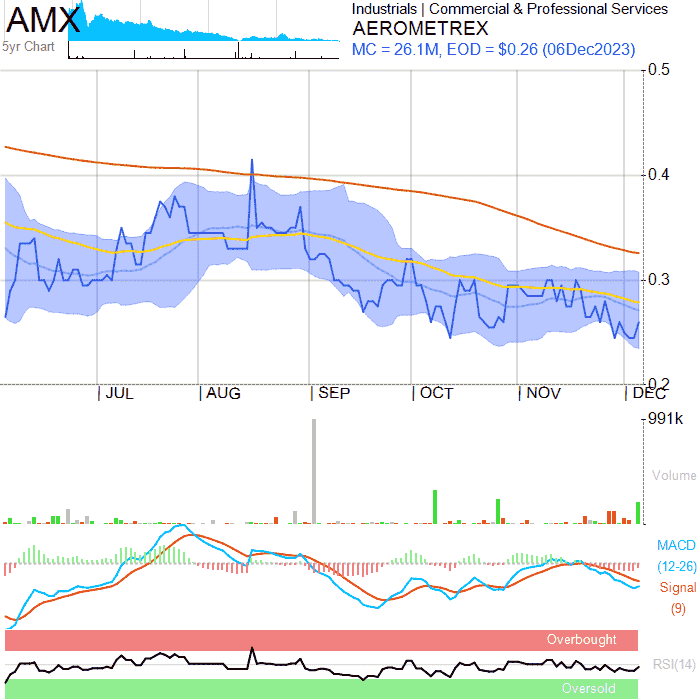 AMX
5yr Chart
Industrials | Commercial & Professional Services
AEROMETREX
MC = 26.1M, EOD = $0.26 (06Dec2023)
0.5
0.4
0.3
0.2
JUL
AUG
SEP
OCT
NOV
DEC
991k
Volume
MACD
(12-26)
Signal
(9)
Overbought
RSI(14)
Oversold